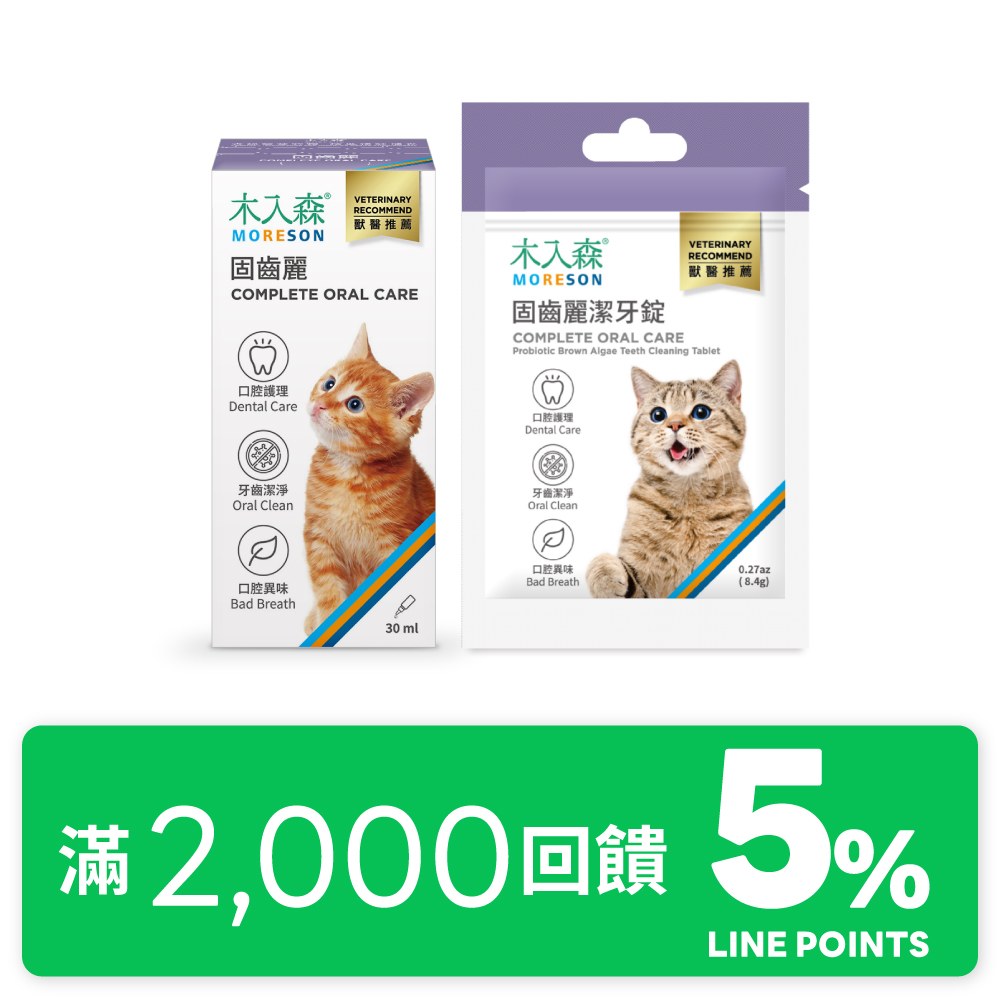 木入森®
MORESON
VETERINARY
RECOMMEND
獸醫推薦
固齒麗
COMPLETE ORAL CARE
口腔護理
Dental Care
牙齒潔淨
Oral Clean
口腔異味
Bad Breath
30 ml
木入森®
MORESON
VETERINARY
RECOMMEND
獸醫推薦
固齒麗潔牙錠
COMPLETE ORAL CARE
Probiotic Brown Algae Teeth Cleaning Tablet
口腔護理
Dental Care
牙齒潔淨
Oral Clean
口腔異味
Bad Breath
0.27az
(8.4g)
滿2,000回饋5%
LINE POINTS